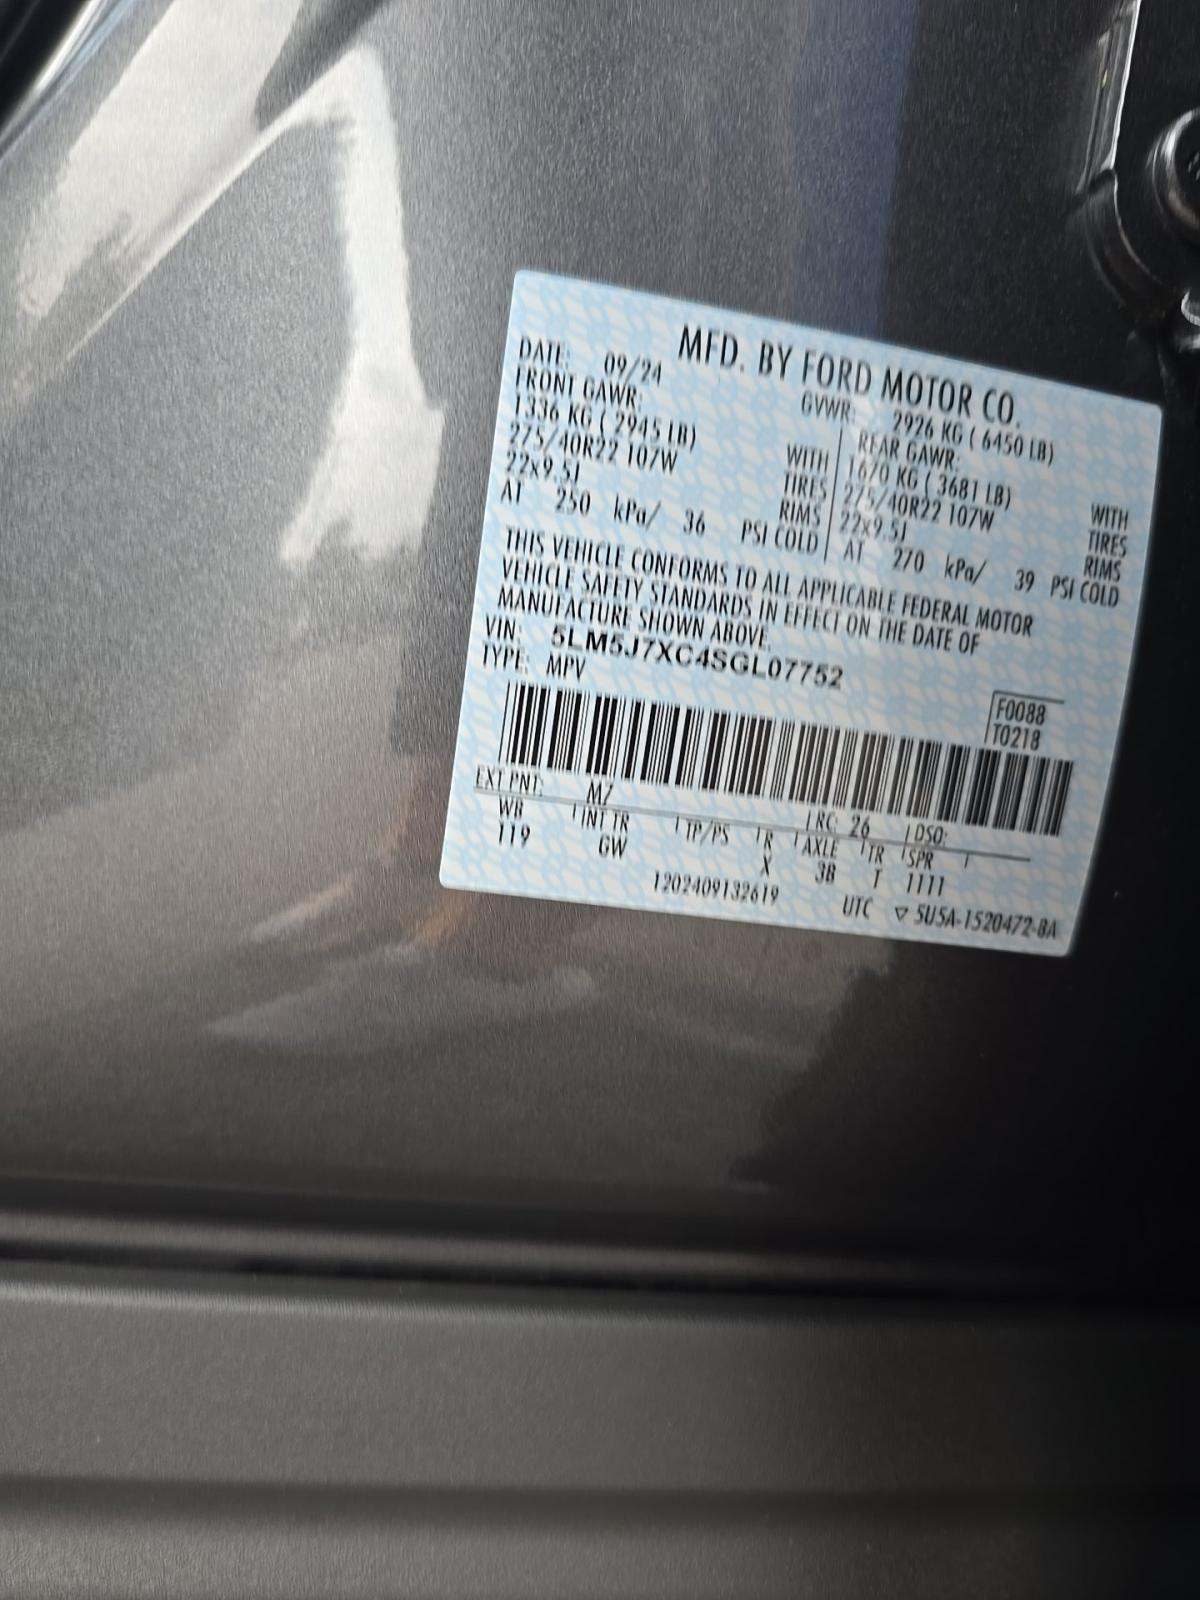 MFD. BY FORD MOTOR CO.
DATE: 09/24 GVWR: 2926 KG ( 6450 LB)
FRONT GAWR: REAR GAWR:
1336 KG ( 2945 LB) WITH 1670 KG ( 3681 LB) WITH
275/40R22 107W TIRES 275/40R22 107W TIRES
22x9.5J RIMS 22x9.5J RIMS
AT 250 kPa/ 36 PSI COLD AT 270 kPa/ 39 PSI COLD
THIS VEHICLE CONFORMS TO ALL APPLICABLE FEDERAL MOTOR
VEHICLE SAFETY STANDARDS IN EFFECT ON THE DATE OF
MANUFACTURE SHOWN ABOVE.
VIN: 5LM5J7XC4SGL07752
TYPE: MPV
F0088
T0218
EXT PNT: M7 RC: 26 DSO:
WB INT TR TP/PS R AXLE TR SPR
119 GW X 3B T 1111
1202409132619 UTC ▽ 5U5A-1520472-BA